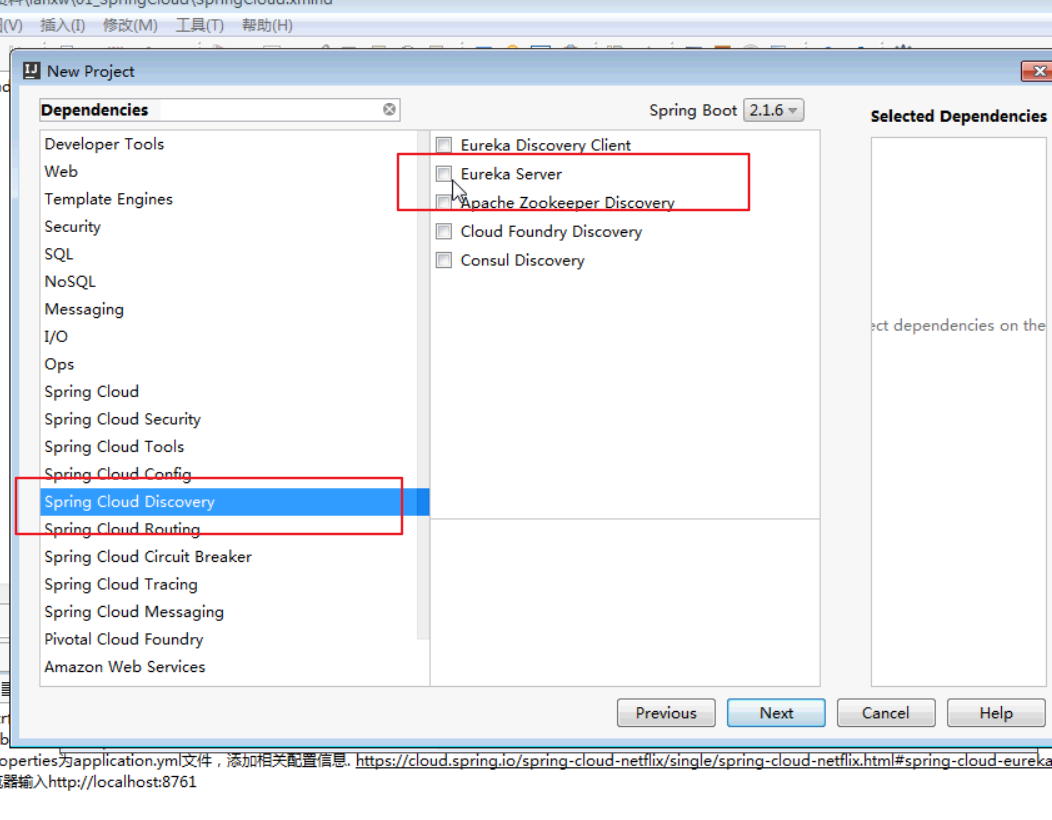 \01_SpringCloud\SpringCloud.xmind
(V) 插入(I) 修改(M) 工具(T) 帮助(H)
New Project
Dependencies
Spring Boot 2.1.6
Selected Dependencies
Developer Tools
Web
Template Engines
Security
SQL
NoSQL
Messaging
I/O
Ops
Spring Cloud
Spring Cloud Security
Spring Cloud Tools
Spring Cloud Config
Spring Cloud Discovery
Spring Cloud Routing
Spring Cloud Circuit Breaker
Spring Cloud Tracing
Spring Cloud Messaging
Pivotal Cloud Foundry
Amazon Web Services
Eureka Discovery Client
Eureka Server
Apache Zookeeper Discovery
Cloud Foundry Discovery
Consul Discovery
ect dependencies on the
Previous
Next
Cancel
Help
operties为application.yml文件，添加相关配置信息. https://cloud.spring.io/spring-cloud-netflix/single/spring-cloud-netflix.html#spring-cloud-eureka
器输入http://localhost:8761